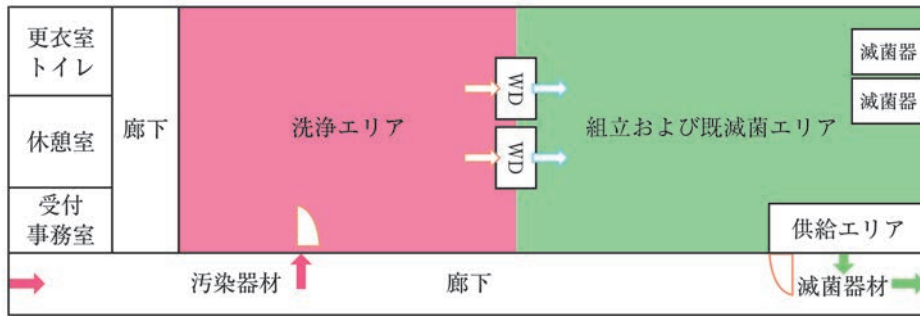 更衣室
トイレ
休憩室
受付
事務室
廊下
洗浄エリア
WD
WD
組立および既滅菌エリア
滅菌器
滅菌器
供給エリア
汚染器材
廊下
滅菌器材